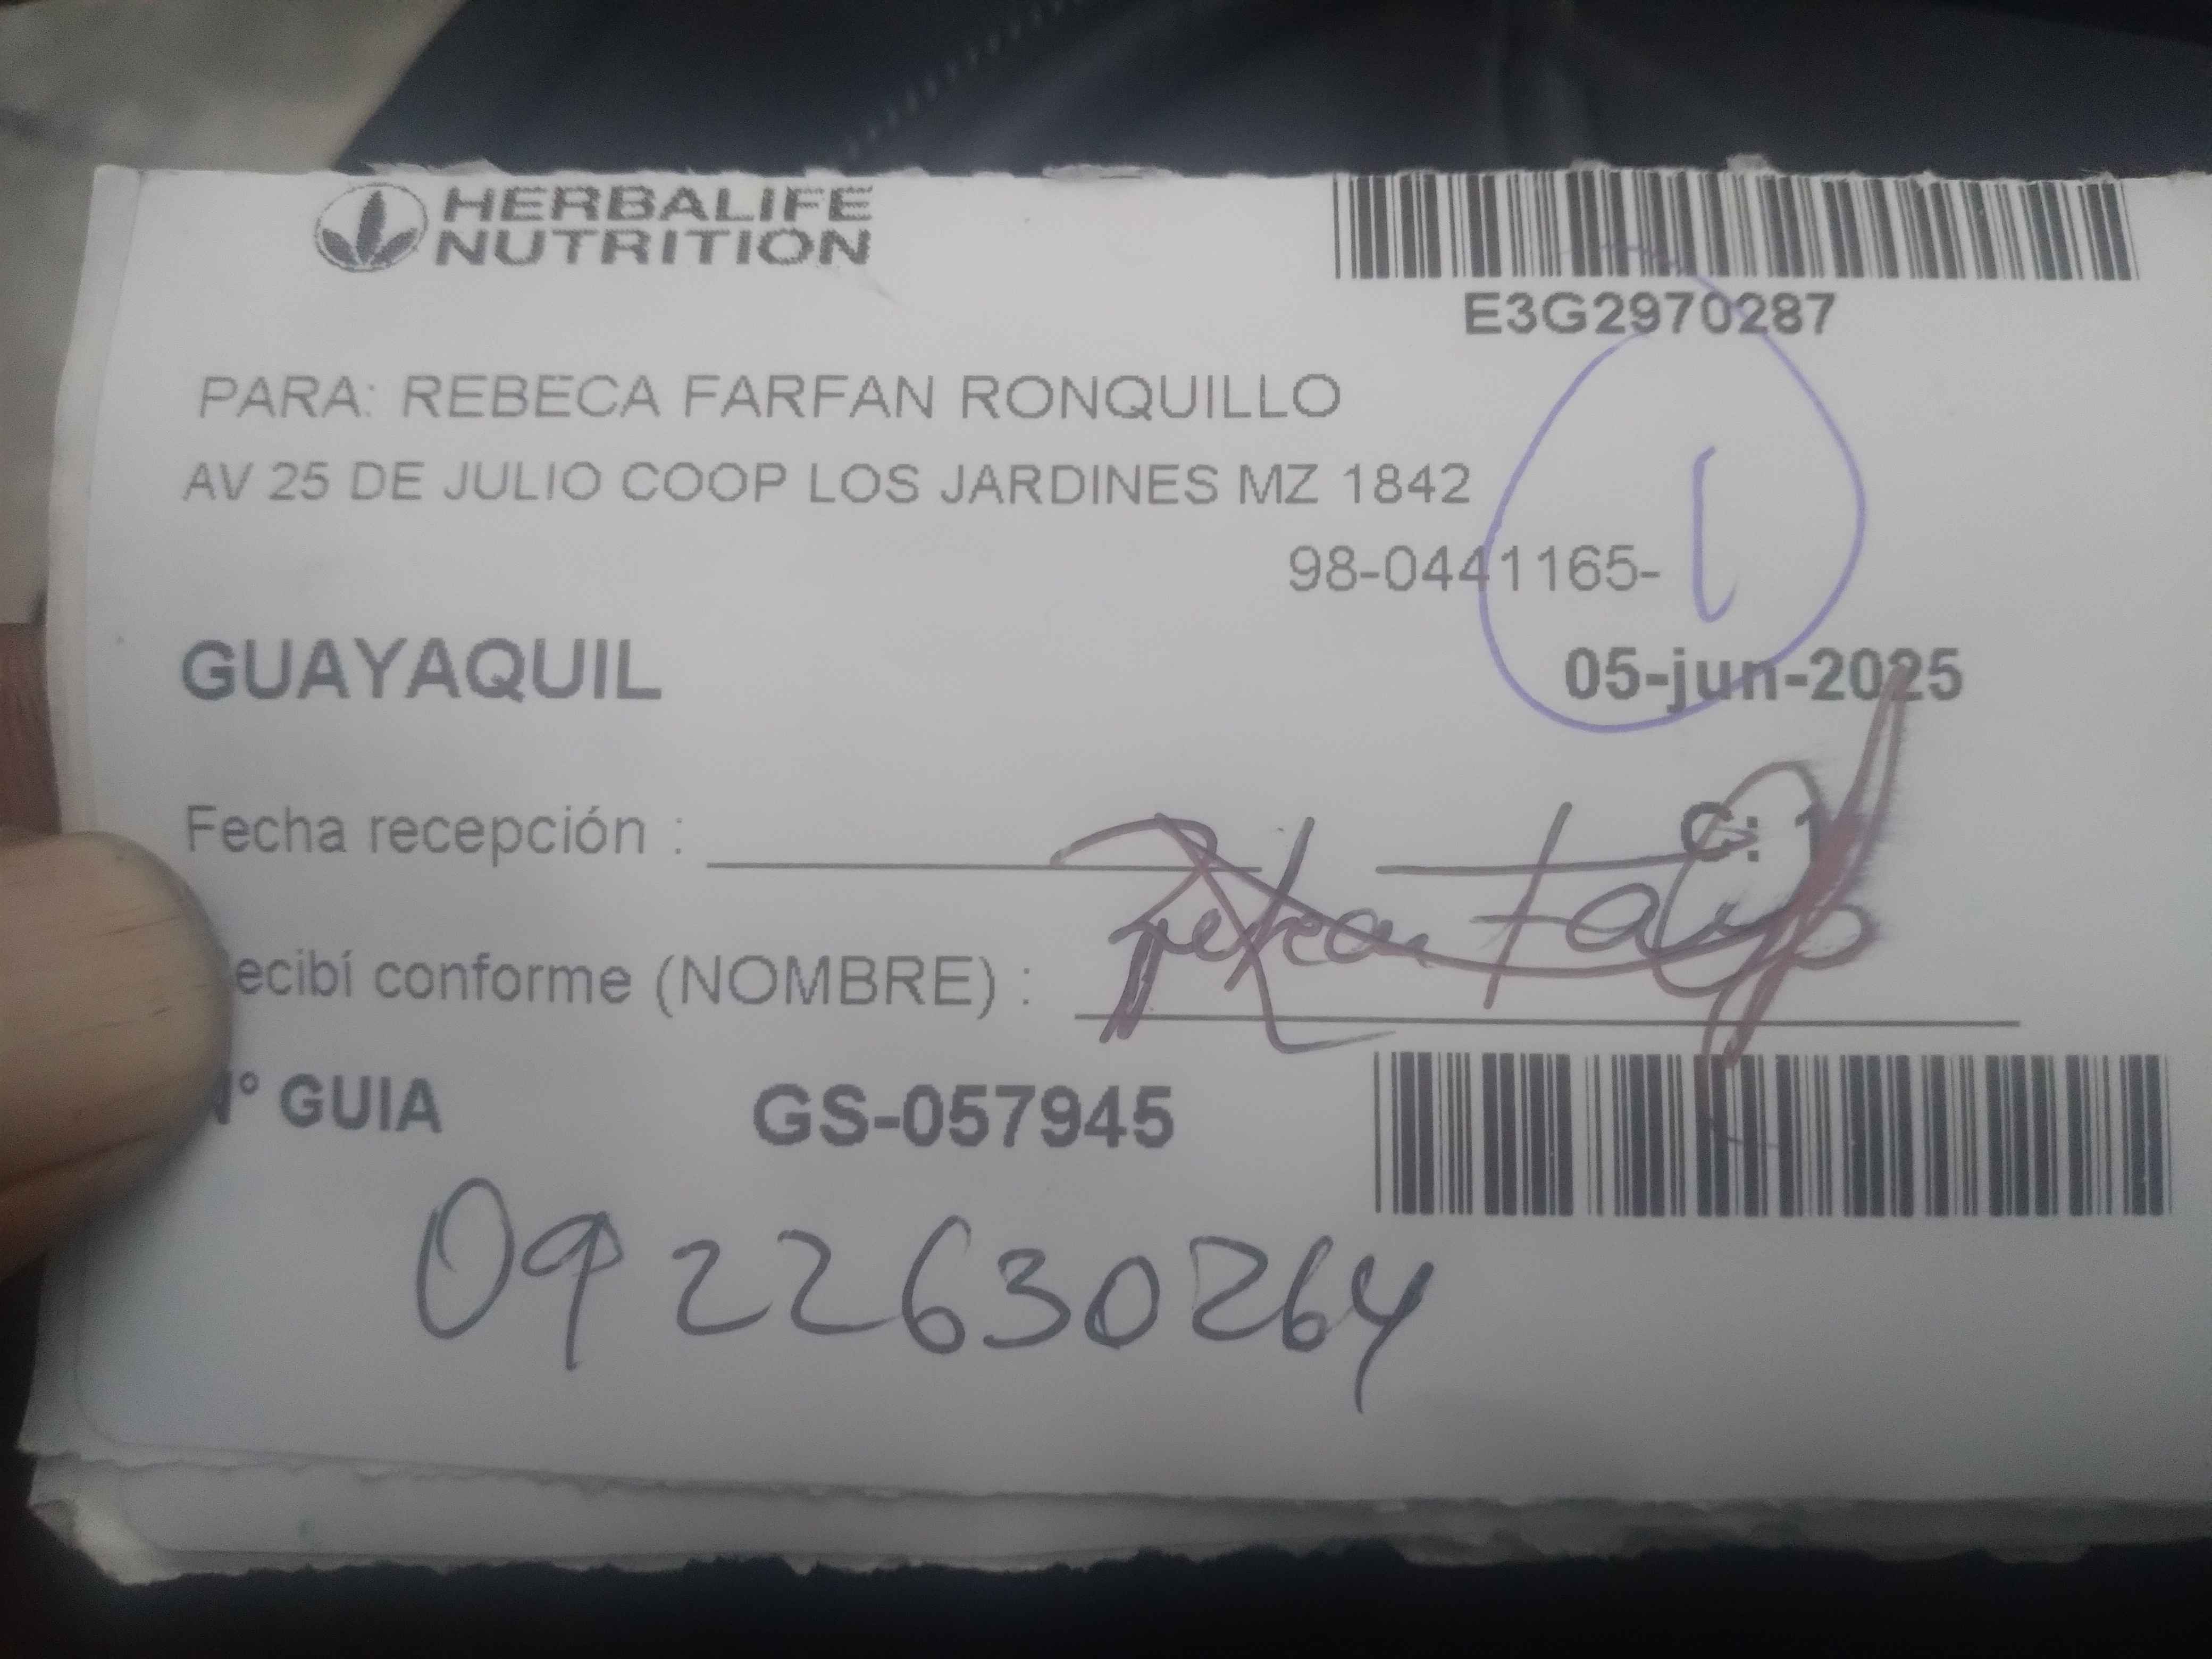 HERBALIFE
NUTRITION
E3G2970287
PARA: REBECA FARFAN RONQUILLO
AV 25 DE JULIO COOP LOS JARDINES MZ 1842
98-0441165-
1
GUAYAQUIL
05-jun-2025
Fecha recepción :
C: 1
ecibí conforme (NOMBRE) :
Nº GUIA GS-057945
0922630264